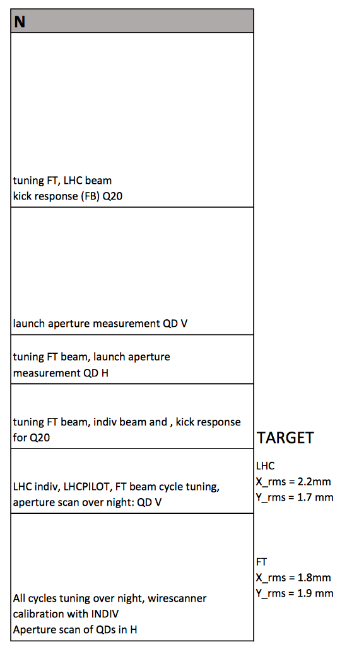 N
tuning FT, LHC beam
kick response (FB) Q20
launch aperture measurement QD V
tuning FT beam, launch aperture
measurement QD H
tuning FT beam, indiv beam and , kick response
for Q20
TARGET
LHC
X_rms = 2.2mm
Y_rms = 1.7 mm
LHC indiv, LHCPILOT, FT beam cycle tuning,
aperture scan over night: QD V
FT
X_rms = 1.8mm
Y_rms = 1.9 mm
All cycles tuning over night, wirescanner
calibration with INDIV
Aperture scan of QDs in H